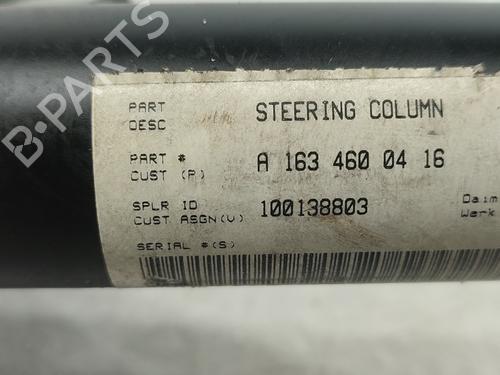 PART DESC STEERING COLUMN
PART # CUST (P) A 163 460 04 16
SPLR ID CUST ASGN(V) 100138803
Daim
Werk
SERIAL #(S)
B-PARTS